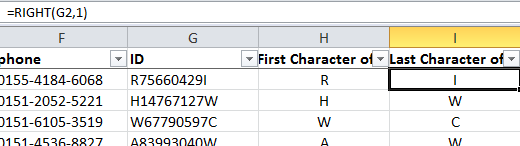 =RIGHT(G2,1)
F G H I
phone ID First Character of Last Character of
0155-4184-6068 R75660429I R I
0151-2052-5221 H14767127W H W
0151-6105-3519 W67790597C W C
0151-4536-8827 A83993040W A W